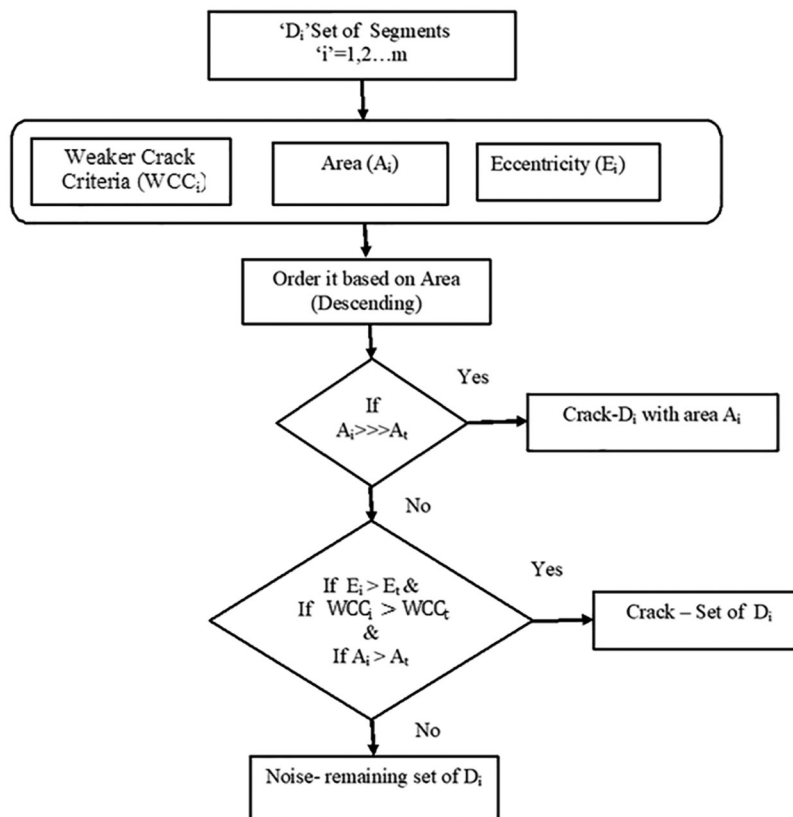 ‘Dᵢ’Set of Segments
‘i’=1,2…m
Weaker Crack
Criteria (WCCᵢ)
Area (Aᵢ)
Eccentricity (Eᵢ)
Order it based on Area
(Descending)
If
Aᵢ>>>Aₜ
Yes
Crack-Dᵢ with area Aᵢ
No
If Eᵢ > Eₜ &
If WCCᵢ > WCCₜ
&
If Aᵢ > Aₜ
Yes
Crack – Set of Dᵢ
No
Noise- remaining set of Dᵢ